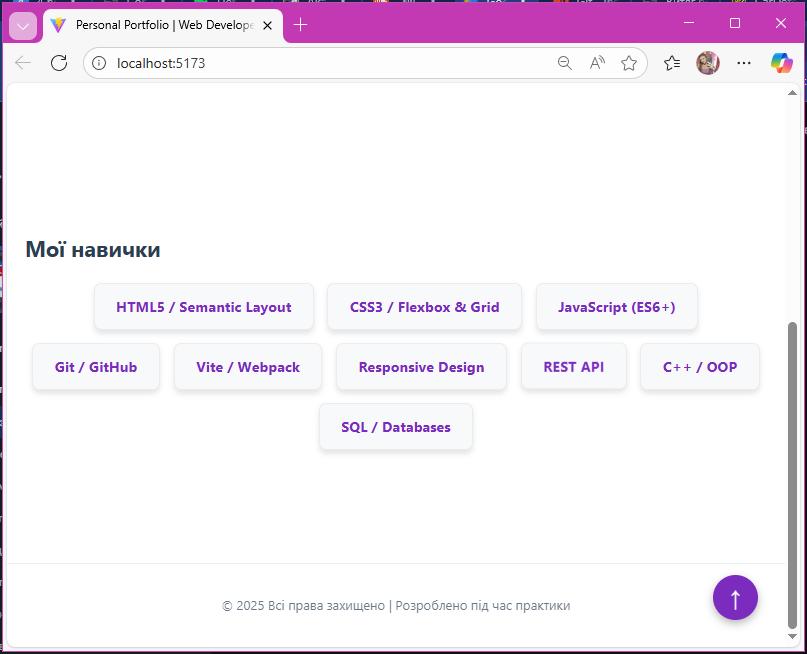 Personal Portfolio | Web Develope
localhost:5173
Мої навички
HTML5 / Semantic Layout CSS3 / Flexbox & Grid JavaScript (ES6+)
Git / GitHub Vite / Webpack Responsive Design REST API C++ / OOP
SQL / Databases
© 2025 Всі права захищено | Розроблено під час практики
↑